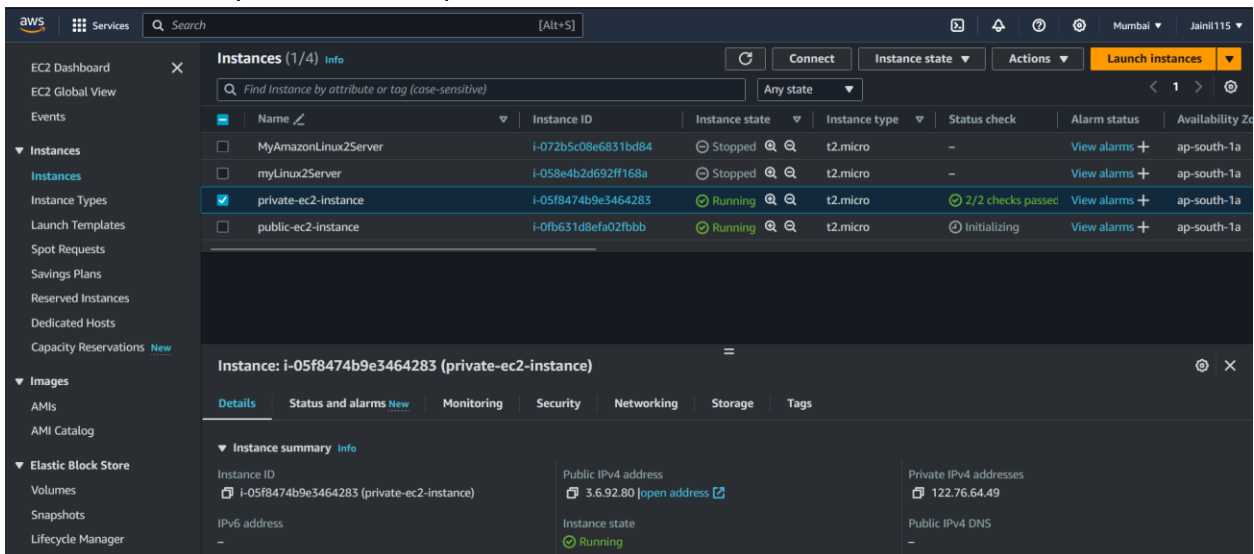 aws Services Search [Alt+S] Mumbai ▼ Jainil115 ▼
EC2 Dashboard
EC2 Global View
Events
▼ Instances
Instances
Instance Types
Launch Templates
Spot Requests
Savings Plans
Reserved Instances
Dedicated Hosts
Capacity Reservations New
▼ Images
AMIs
AMI Catalog
▼ Elastic Block Store
Volumes
Snapshots
Lifecycle Manager
Instances (1/4) Info Connect Instance state ▼ Actions ▼ Launch instances ▼
Find Instance by attribute or tag (case-sensitive) Any state ▼ < 1 >
Name Instance ID Instance state Instance type Status check Alarm status Availability Zo
MyAmazonLinux2Server i-072b5c08e6831bd84 Stopped t2.micro – View alarms + ap-south-1a
myLinux2Server i-058e4b2d692ff168a Stopped t2.micro – View alarms + ap-south-1a
private-ec2-instance i-05f8474b9e3464283 Running t2.micro 2/2 checks passed View alarms + ap-south-1a
public-ec2-instance i-0fb631d8efa02fbbb Running t2.micro Initializing View alarms + ap-south-1a
Instance: i-05f8474b9e3464283 (private-ec2-instance)
Details Status and alarms New Monitoring Security Networking Storage Tags
▼ Instance summary Info
Instance ID Public IPv4 address Private IPv4 addresses
i-05f8474b9e3464283 (private-ec2-instance) 3.6.92.80 |open address 122.76.64.49
IPv6 address Instance state Public IPv4 DNS
– Running –